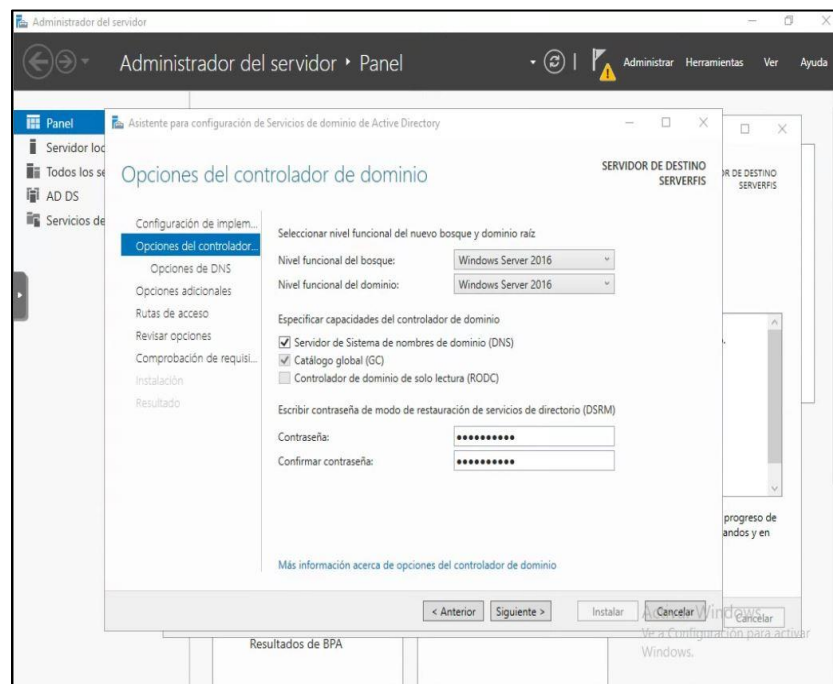 Administrador del servidor
Administrador del servidor ‣ Panel
Administrar Herramientas Ver Ayuda
Panel
Servidor loc
Todos los se
AD DS
Servicios de
Asistente para configuración de Servicios de dominio de Active Directory
Opciones del controlador de dominio
SERVIDOR DE DESTINO
SERVERFIS
R DE DESTINO
SERVERFIS
Configuración de implem...
Opciones del controlador...
Opciones de DNS
Opciones adicionales
Rutas de acceso
Revisar opciones
Comprobación de requisi...
Instalación
Resultado
Seleccionar nivel funcional del nuevo bosque y dominio raíz
Nivel funcional del bosque: Windows Server 2016
Nivel funcional del dominio: Windows Server 2016
Especificar capacidades del controlador de dominio
Servidor de Sistema de nombres de dominio (DNS)
Catálogo global (GC)
Controlador de dominio de solo lectura (RODC)
Escribir contraseña de modo de restauración de servicios de directorio (DSRM)
Contraseña: ●●●●●●●●●●
Confirmar contraseña: ●●●●●●●●●●
Más información acerca de opciones del controlador de dominio
progreso de
andos y en
< Anterior Siguiente > Instalar Cancelar
Cancelar
Activar Windows
Ve a Configuración para activar
Windows.
Resultados de BPA